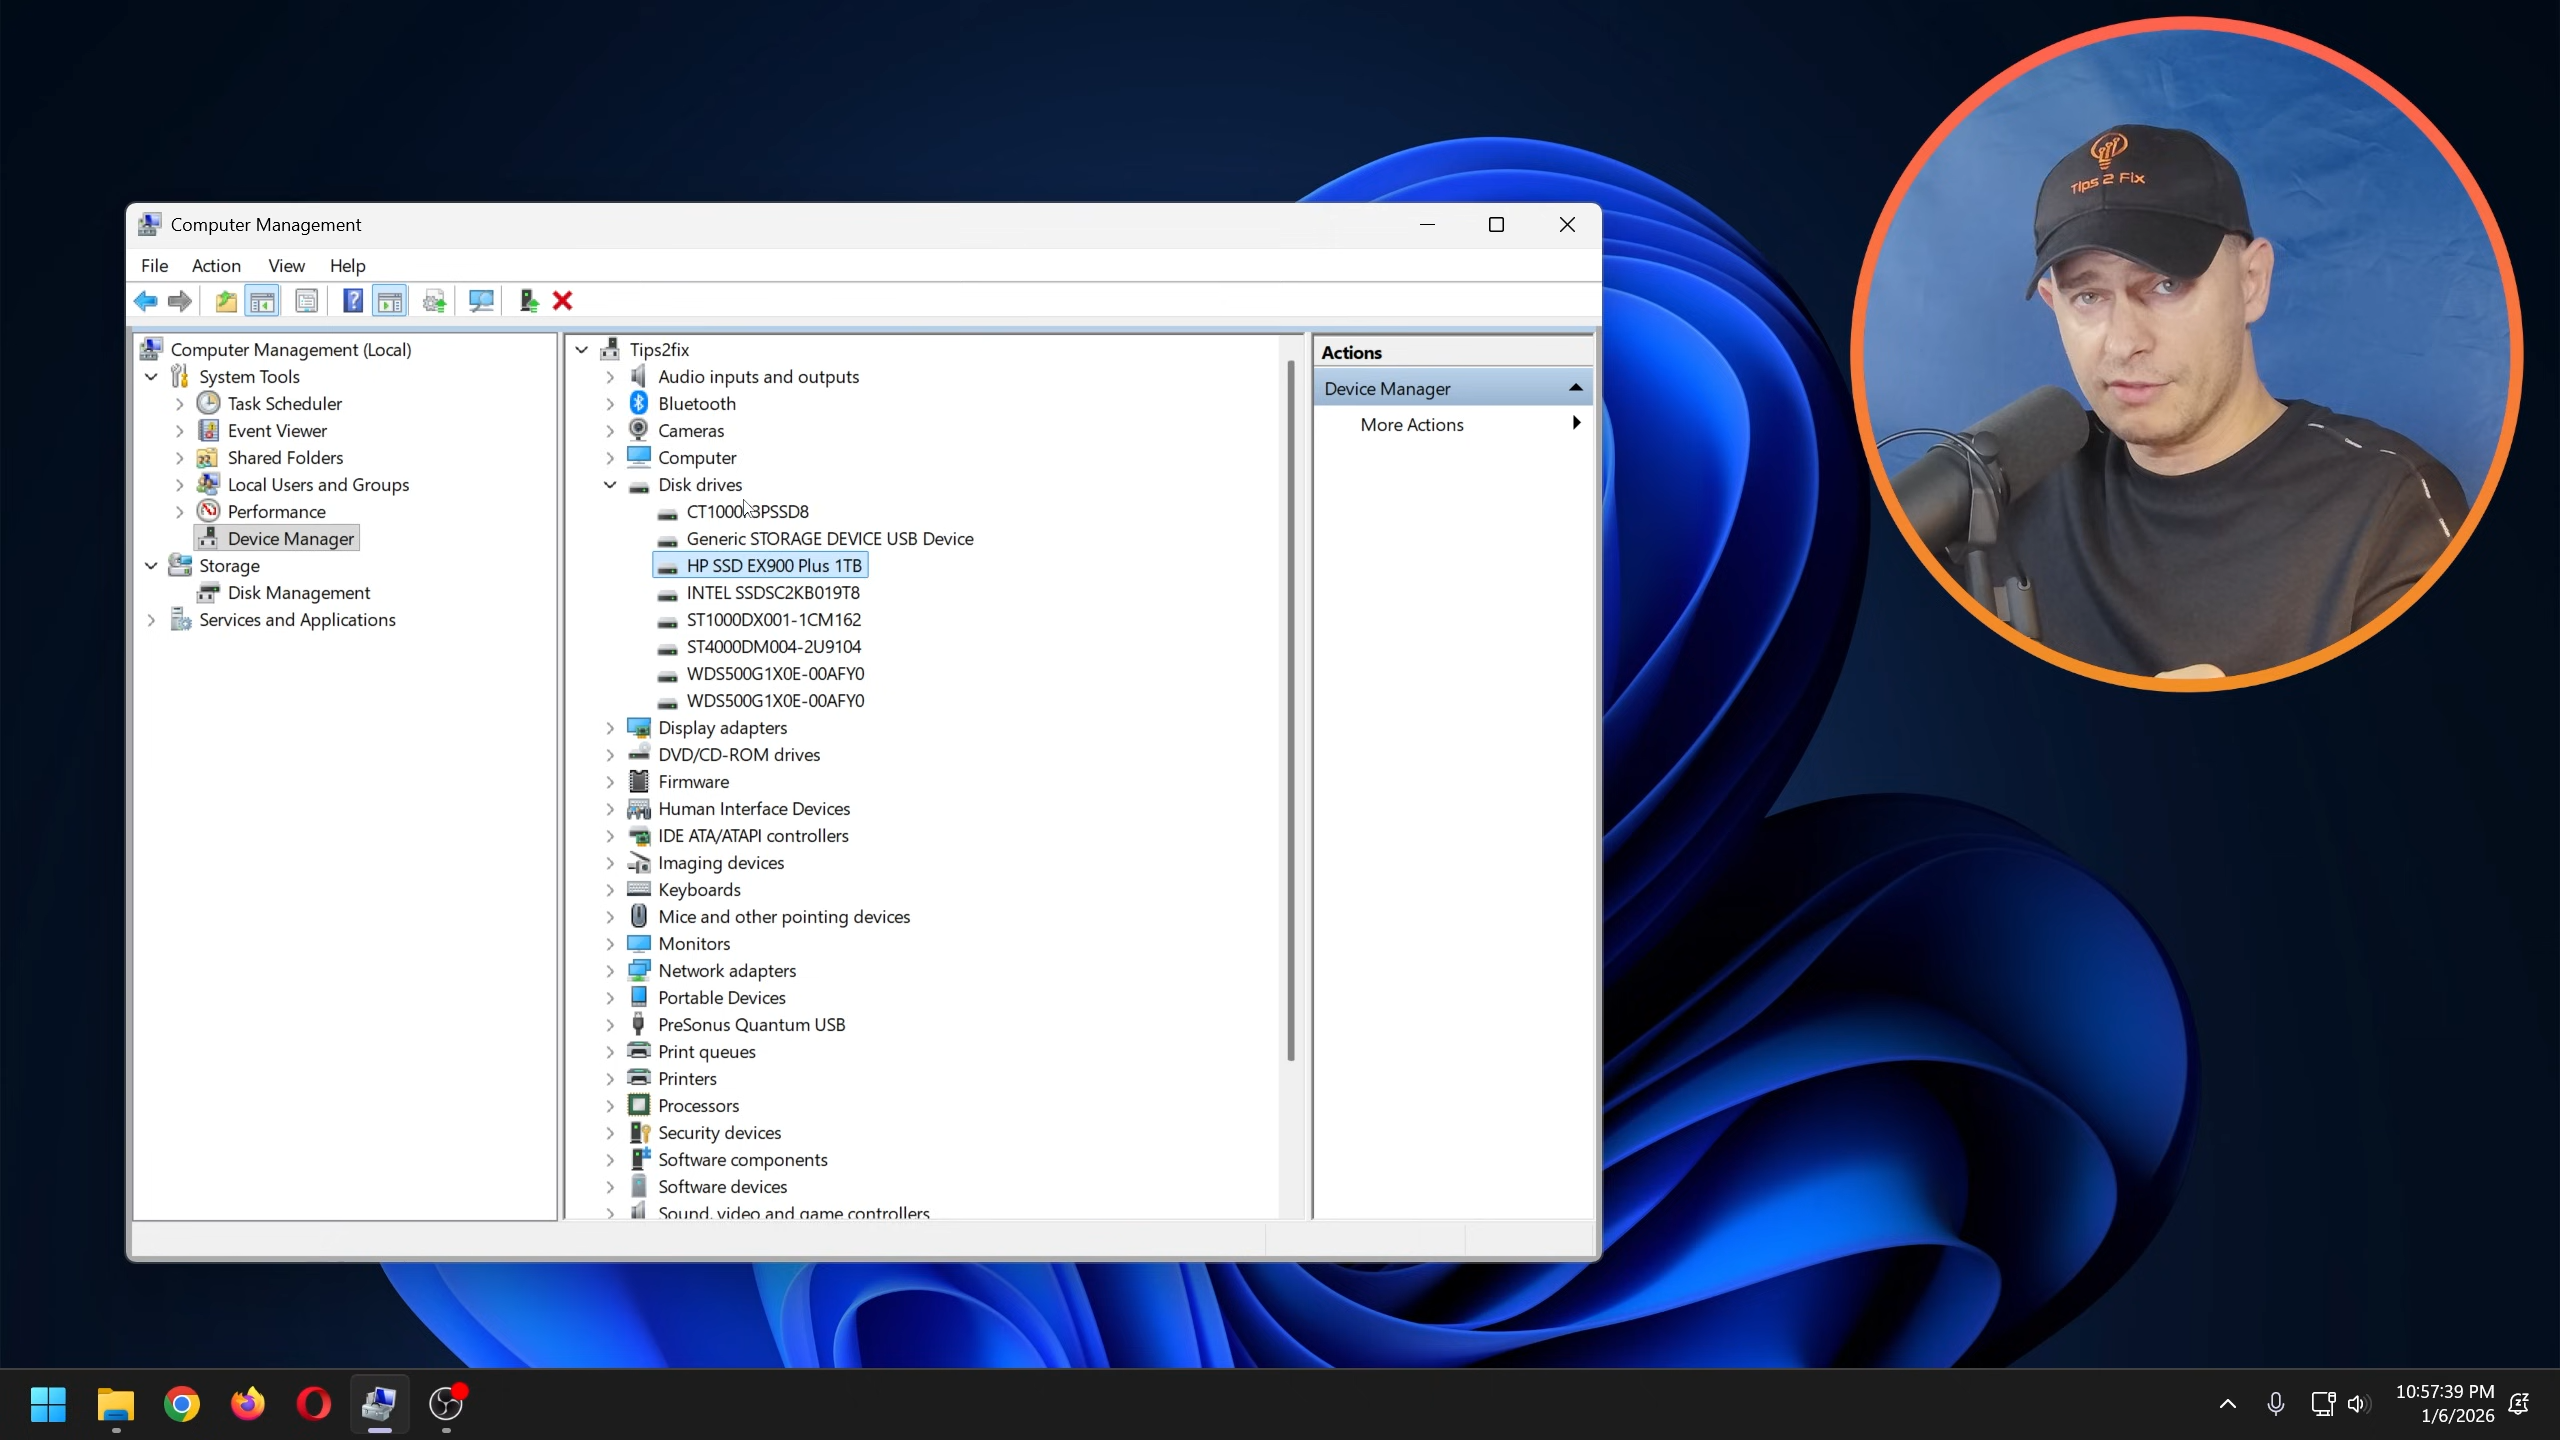 Tips 2 Fix
Computer Management
File Action View Help
Computer Management (Local)
System Tools
Task Scheduler
Event Viewer
Shared Folders
Local Users and Groups
Performance
Device Manager
Storage
Disk Management
Services and Applications
Tips2fix
Audio inputs and outputs
Bluetooth
Cameras
Computer
Disk drives
Generic STORAGE DEVICE USB Device
HP SSD EX900 Plus 1TB
INTEL SSDSC2KB019T8
ST1000DX001-1CM162
ST4000DM004-2U9104
WDS500G1X0E-00AFY0
WDS500G1X0E-00AFY0
Display adapters
DVD/CD-ROM drives
Firmware
Human Interface Devices
IDE ATA/ATAPI controllers
Imaging devices
Keyboards
Mice and other pointing devices
Monitors
Network adapters
Portable Devices
PreSonus Quantum USB
Print queues
Printers
Processors
Security devices
Software components
Software devices
Sound, video and game controllers
Actions
Device Manager
More Actions
10:57:39 PM
1/6/2026